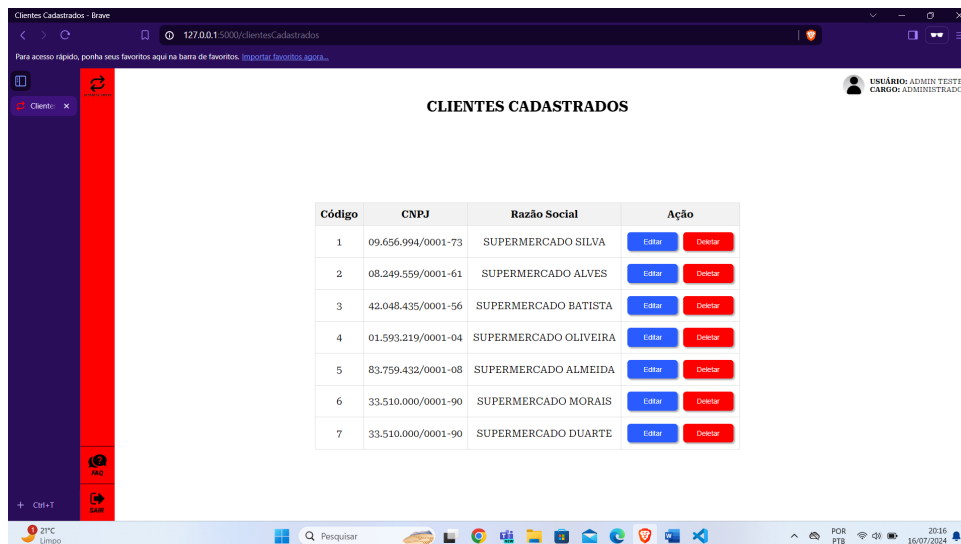 Clientes Cadastrados - Brave
127.0.0.1:5000/clientesCadastrados
Para acesso rápido, ponha seus favoritos aqui na barra de favoritos. Importar favoritos agora...
Cliente
USUÁRIO: ADMIN TESTE
CARGO: ADMINISTRADO
CLIENTES CADASTRADOS
Código CNPJ Razão Social Ação
1 09.656.994/0001-73 SUPERMERCADO SILVA Editar Deletar
2 08.249.559/0001-61 SUPERMERCADO ALVES Editar Deletar
3 42.048.435/0001-56 SUPERMERCADO BATISTA Editar Deletar
4 01.593.219/0001-04 SUPERMERCADO OLIVEIRA Editar Deletar
5 83.759.432/0001-08 SUPERMERCADO ALMEIDA Editar Deletar
6 33.510.000/0001-90 SUPERMERCADO MORAIS Editar Deletar
7 33.510.000/0001-90 SUPERMERCADO DUARTE Editar Deletar
FAQ
SAIR
+ Ctrl+T
1 21°C
Limpo
Pesquisar
POR
PTB
20:16
16/07/2024